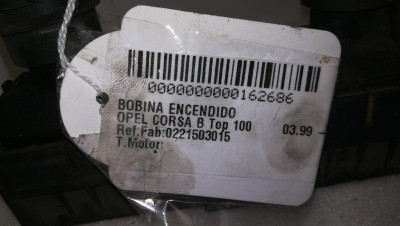 0000000000162686
BOBINA ENCENDIDO
OPEL CORSA B Top 100 03.99
Ref.Fab:0221503015
T.Motor: